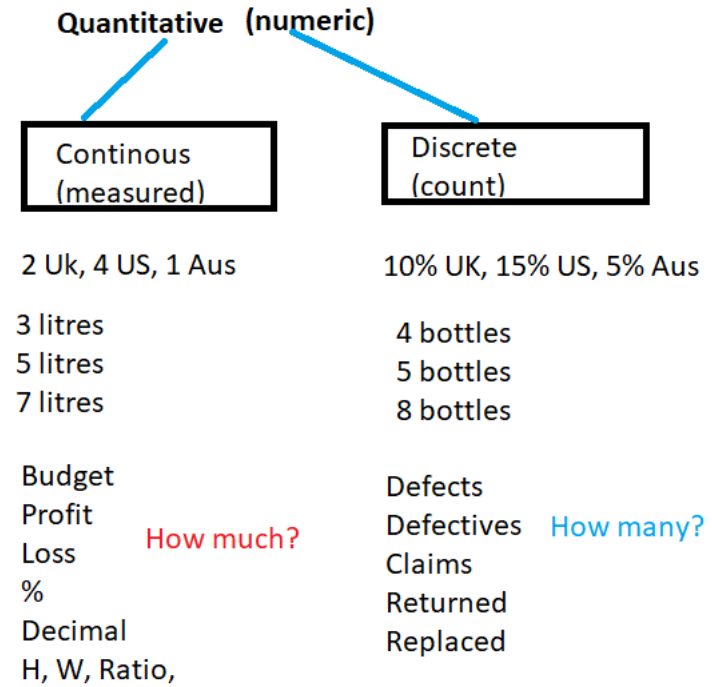 Quantitative (numeric)
Continous
(measured)
2 Uk, 4 US, 1 Aus
3 litres
5 litres
7 litres
Budget
Profit
Loss
%
Decimal
H, W, Ratio,
How much?
Discrete
(count)
10% UK, 15% US, 5% Aus
4 bottles
5 bottles
8 bottles
Defects
Defectives
Claims
Returned
Replaced
How many?